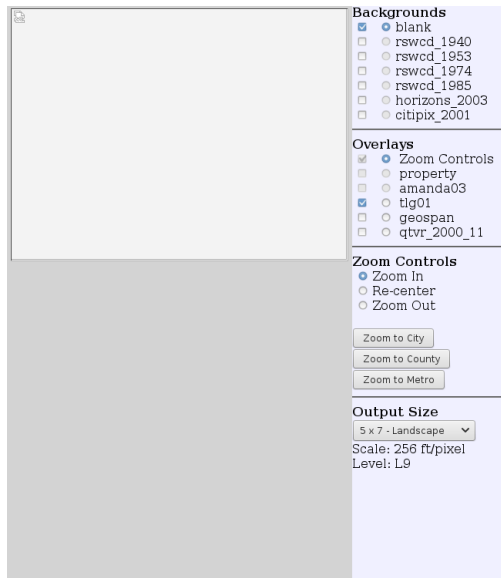 Backgrounds
blank
rswcd_1940
rswcd_1953
rswcd_1974
rswcd_1985
horizons_2003
citipix_2001
Overlays
Zoom Controls
property
amanda03
tlg01
geospan
qtvr_2000_11
Zoom Controls
Zoom In
Re-center
Zoom Out
Zoom to City
Zoom to County
Zoom to Metro
Output Size
5 x 7 - Landscape
Scale: 256 ft/pixel
Level: L9